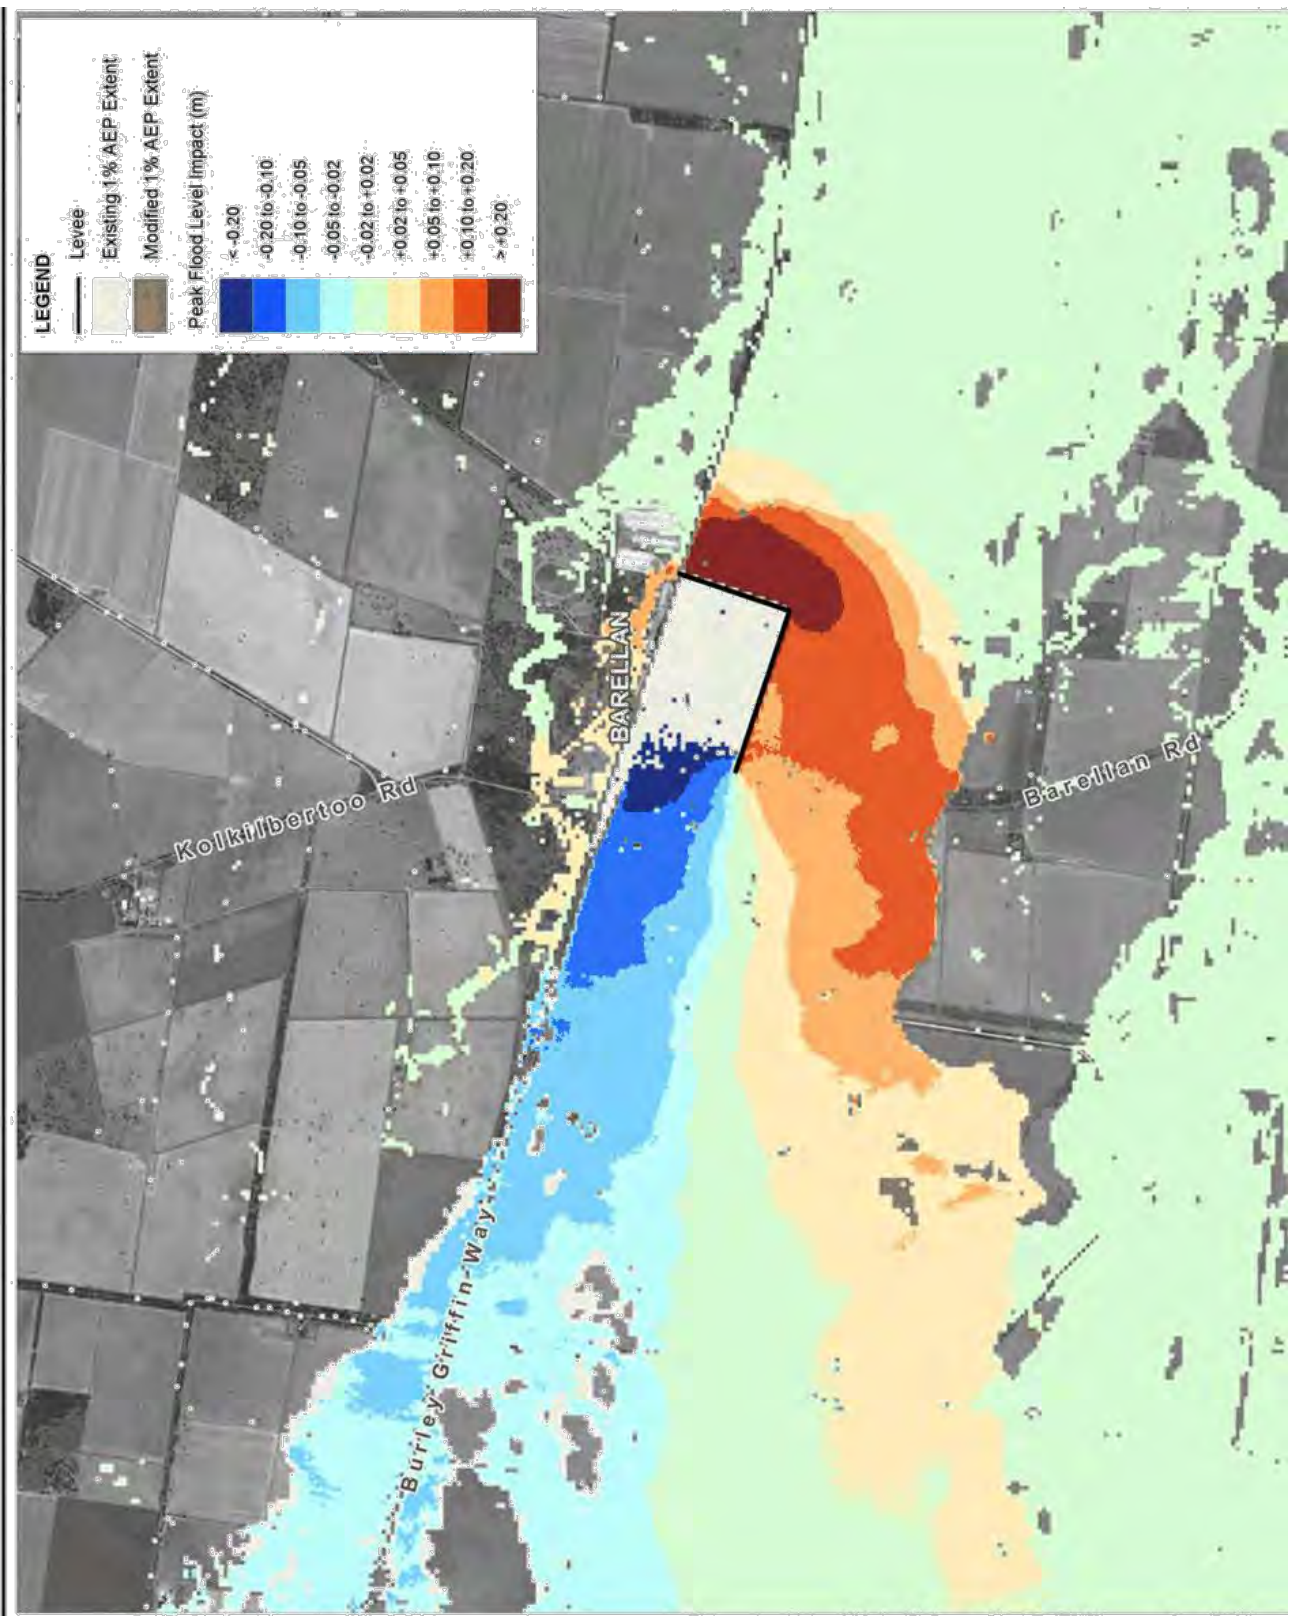 LEGEND
Levee
Existing 1% AEP Extent
Modified 1% AEP Extent
Peak Flood Level Impact (m)
< -0.20
-0.20 to -0.10
-0.10 to -0.05
-0.05 to -0.02
-0.02 to +0.02
+0.02 to +0.05
+0.05 to +0.10
+0.10 to +0.20
> +0.20
Kolkilbertoo Rd
BARELLAN
Barellan Rd
Burley Griffin Way